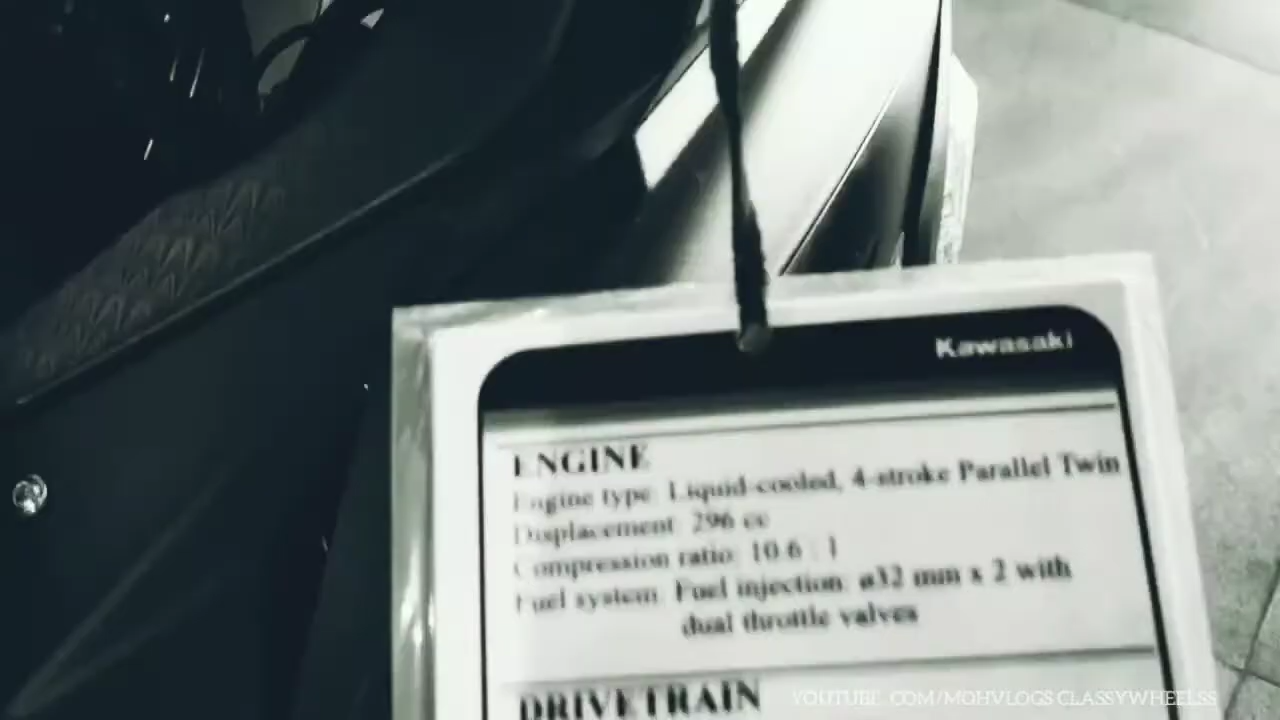 Kawasaki
ENGINE
Engine type: Liquid-cooled, 4-stroke Parallel Twin
Displacement: 296 cc
Compression ratio: 10.6 : 1
Fuel system: Fuel injection: ø32 mm x 2 with
dual throttle valves
DRIVETRAIN
YOUTUBE .COM/MOHVLOGS CLASSYWHEELSS